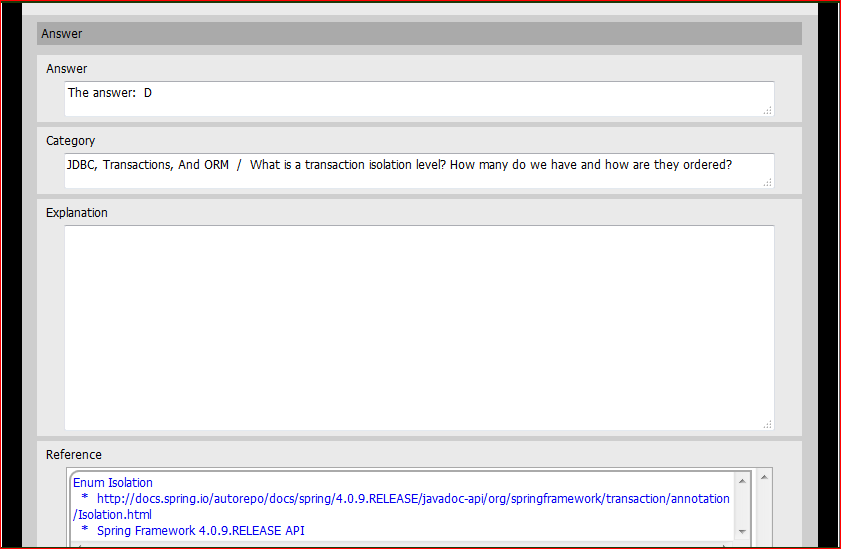 Answer
Answer
The answer:  D
Category
JDBC, Transactions, And ORM  /  What is a transaction isolation level? How many do we have and how are they ordered?
Explanation
Reference
Enum Isolation
*  http://docs.spring.io/autorepo/docs/spring/4.0.9.RELEASE/javadoc-api/org/springframework/transaction/annotation
/Isolation.html
*  Spring Framework 4.0.9.RELEASE API